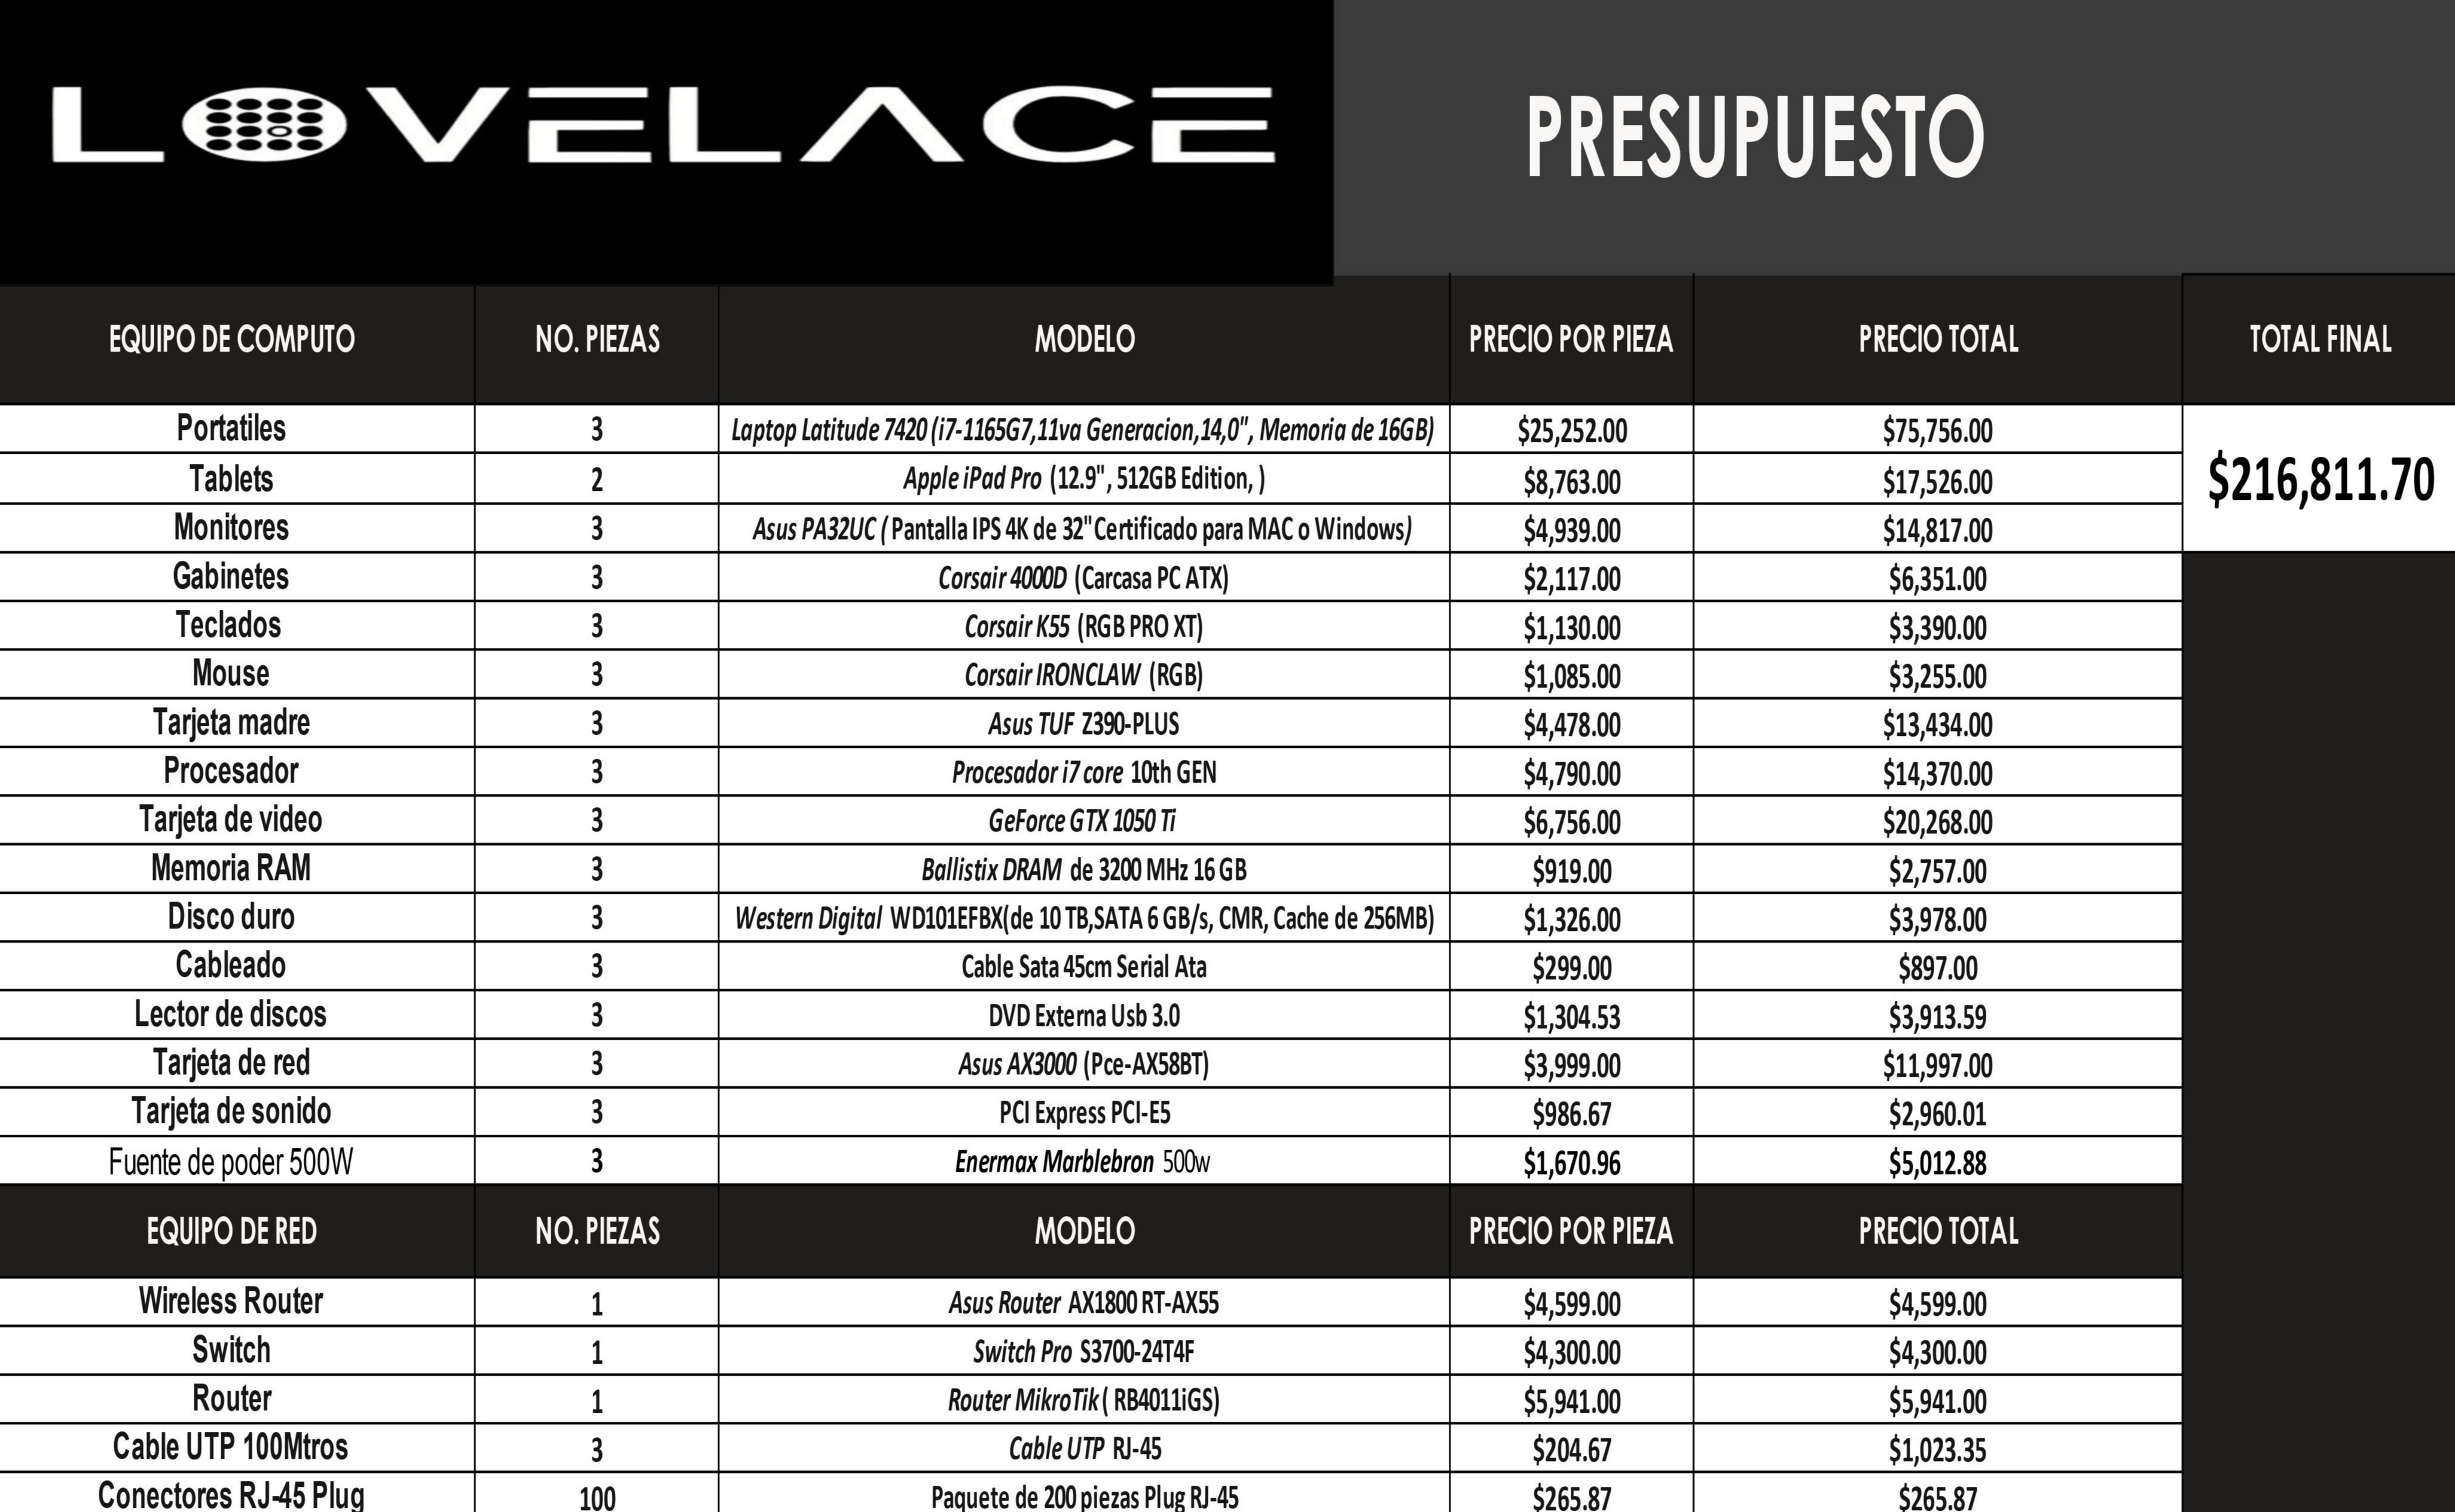 LOVELACE
PRESUPUESTO
EQUIPO DE COMPUTO NO. PIEZAS MODELO PRECIO POR PIEZA PRECIO TOTAL TOTAL FINAL
Portatiles 3 Laptop Latitude 7420 (i7-1165G7,11va Generacion,14,0", Memoria de 16GB) $25,252.00 $75,756.00
$216,811.70
Tablets 2 Apple iPad Pro (12.9", 512GB Edition, ) $8,763.00 $17,526.00
Monitores 3 Asus PA32UC ( Pantalla IPS 4K de 32" Certificado para MAC o Windows) $4,939.00 $14,817.00
Gabinetes 3 Corsair 4000D (Carcasa PC ATX) $2,117.00 $6,351.00
Teclados 3 Corsair K55 (RGB PRO XT) $1,130.00 $3,390.00
Mouse 3 Corsair IRONCLAW (RGB) $1,085.00 $3,255.00
Tarjeta madre 3 Asus TUF Z390-PLUS $4,478.00 $13,434.00
Procesador 3 Procesador i7 core 10th GEN $4,790.00 $14,370.00
Tarjeta de video 3 GeForce GTX 1050 Ti $6,756.00 $20,268.00
Memoria RAM 3 Ballistix DRAM de 3200 MHz 16 GB $919.00 $2,757.00
Disco duro 3 Western Digital WD101EFBX(de 10 TB,SATA 6 GB/s, CMR, Cache de 256MB) $1,326.00 $3,978.00
Cableado 3 Cable Sata 45cm Serial Ata $299.00 $897.00
Lector de discos 3 DVD Externa Usb 3.0 $1,304.53 $3,913.59
Tarjeta de red 3 Asus AX3000 (Pce-AX58BT) $3,999.00 $11,997.00
Tarjeta de sonido 3 PCI Express PCI-E5 $986.67 $2,960.01
Fuente de poder 500W 3 Enermax Marblebron 500w $1,670.96 $5,012.88
EQUIPO DE RED NO. PIEZAS MODELO PRECIO POR PIEZA PRECIO TOTAL
Wireless Router 1 Asus Router AX1800 RT-AX55 $4,599.00 $4,599.00
Switch 1 Switch Pro S3700-24T4F $4,300.00 $4,300.00
Router 1 Router MikroTik ( RB4011iGS) $5,941.00 $5,941.00
Cable UTP 100Mtros 3 Cable UTP RJ-45 $204.67 $1,023.35
Conectores RJ-45 Plug 100 Paquete de 200 piezas Plug RJ-45 $265.87 $265.87